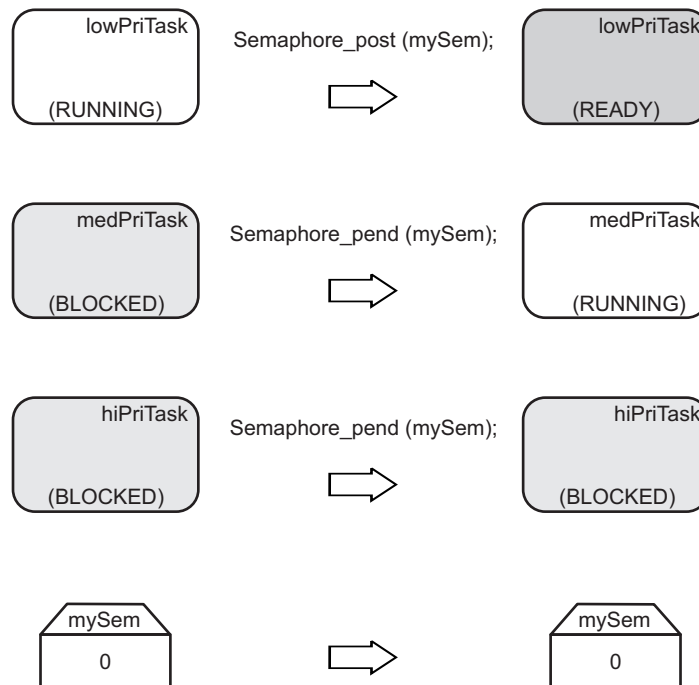 lowPriTask
Semaphore_post (mySem);
lowPriTask
(RUNNING)
(READY)
medPriTask
Semaphore_pend (mySem);
medPriTask
(BLOCKED)
(RUNNING)
hiPriTask
Semaphore_pend (mySem);
hiPriTask
(BLOCKED)
(BLOCKED)
mySem
mySem
0
0